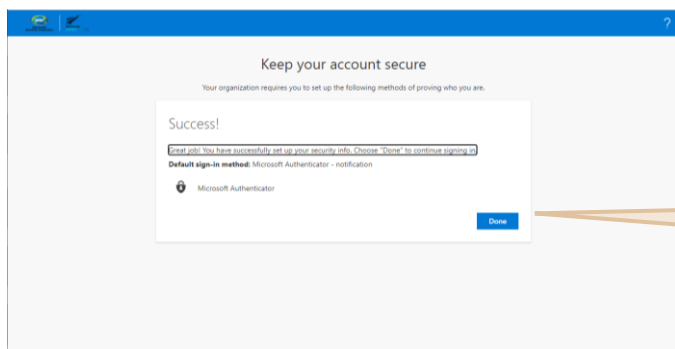 ?
Keep your account secure
Your organization requires you to set up the following methods of proving who you are.
Success!
Great job! You have successfully set up your security info. Choose "Done" to continue signing in.
Default sign-in method: Microsoft Authenticator - notification
Microsoft Authenticator
Done